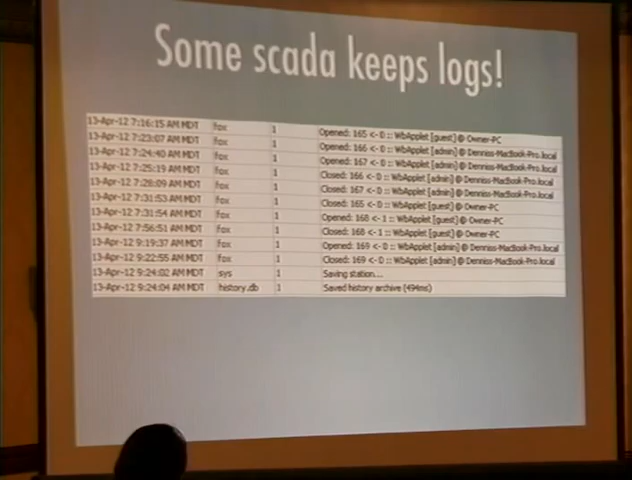 Some scada keeps logs!
13-Apr-12 7:16:15 AM MDT fox 1 Opened: 165 <- 0 :: WbApplet [guest] @ Owner-PC
13-Apr-12 7:23:07 AM MDT fox 1 Opened: 166 <- 0 :: WbApplet [admin] @ Denniss-MacBook-Pro.local
13-Apr-12 7:24:40 AM MDT fox 1 Opened: 167 <- 0 :: WbApplet [admin] @ Denniss-MacBook-Pro.local
13-Apr-12 7:25:19 AM MDT fox 1 Closed: 166 <- 0 :: WbApplet [admin] @ Denniss-MacBook-Pro.local
13-Apr-12 7:28:09 AM MDT fox 1 Closed: 167 <- 0 :: WbApplet [admin] @ Denniss-MacBook-Pro.local
13-Apr-12 7:31:53 AM MDT fox 1 Closed: 165 <- 0 :: WbApplet [guest] @ Owner-PC
13-Apr-12 7:31:54 AM MDT fox 1 Opened: 168 <- 1 :: WbApplet [guest] @ Owner-PC
13-Apr-12 7:56:51 AM MDT fox 1 Closed: 168 <- 1 :: WbApplet [guest] @ Owner-PC
13-Apr-12 9:19:37 AM MDT fox 1 Opened: 169 <- 0 :: WbApplet [admin] @ Denniss-MacBook-Pro.local
13-Apr-12 9:22:55 AM MDT fox 1 Closed: 169 <- 0 :: WbApplet [admin] @ Denniss-MacBook-Pro.local
13-Apr-12 9:24:02 AM MDT sys 1 Saving station...
13-Apr-12 9:24:04 AM MDT history.db 1 Saved history archive (494ms)